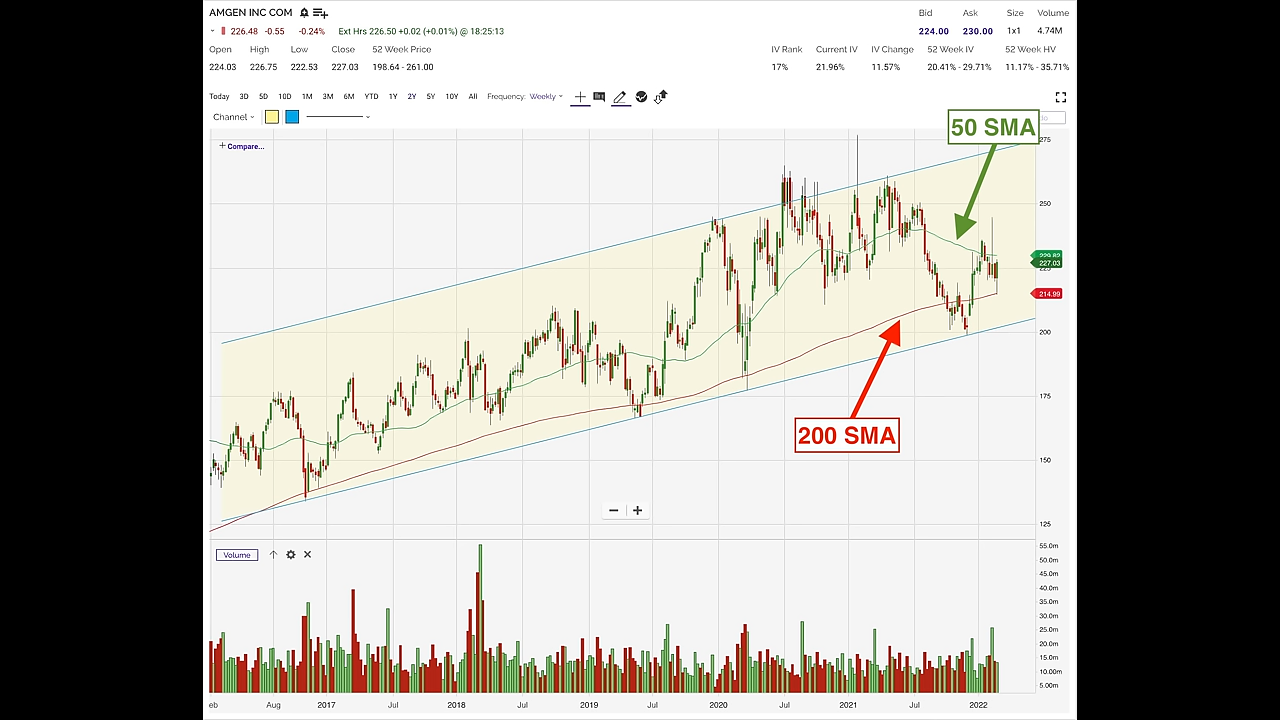 AMGEN INC COM
Bid Ask Size Volume
226.48 -0.55 -0.24% Ext Hrs 226.50 +0.02 (+0.01%) @ 18:25:13
224.00 230.00 1x1 4.74M
Open High Low Close 52 Week Price
IV Rank Current IV IV Change 52 Week IV 52 Week HV
224.03 226.75 222.53 227.03 198.64 - 261.00
17% 21.96% 11.57% 20.41% - 29.71% 11.17% - 35.71%
Today 3D 5D 10D 1M 3M 6M YTD 1Y 2Y 5Y 10Y All Frequency: Weekly
Channel
50 SMA
275
+ Compare...
250
229.82
227.03
214.99
200
175
200 SMA
150
125
Volume
55.0m
50.0m
45.0m
40.0m
35.0m
30.0m
25.0m
20.0m
15.0m
10.00m
5.00m
eb Aug 2017 Jul 2018 Jul 2019 Jul 2020 Jul 2021 Jul 2022